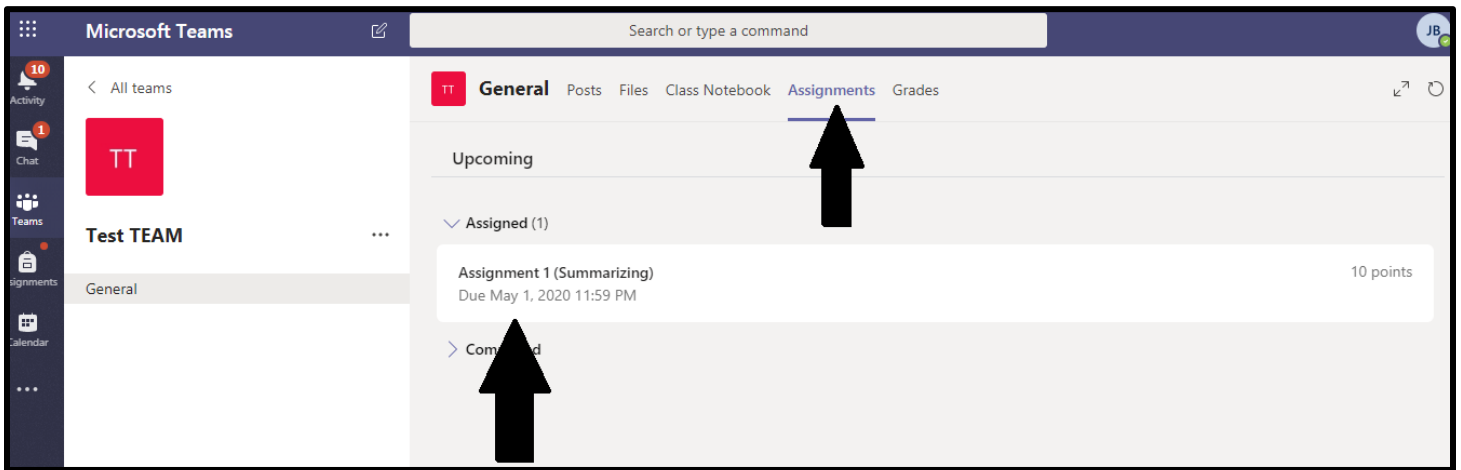 Microsoft Teams
Search or type a command
JB
10
Activity
All teams
TT
General Posts Files Class Notebook Assignments Grades
1
Chat
TT
Upcoming
Teams
Test TEAM
Assigned (1)
Assignment 1 (Summarizing)
10 points
signments
General
Due May 1, 2020 11:59 PM
Calendar